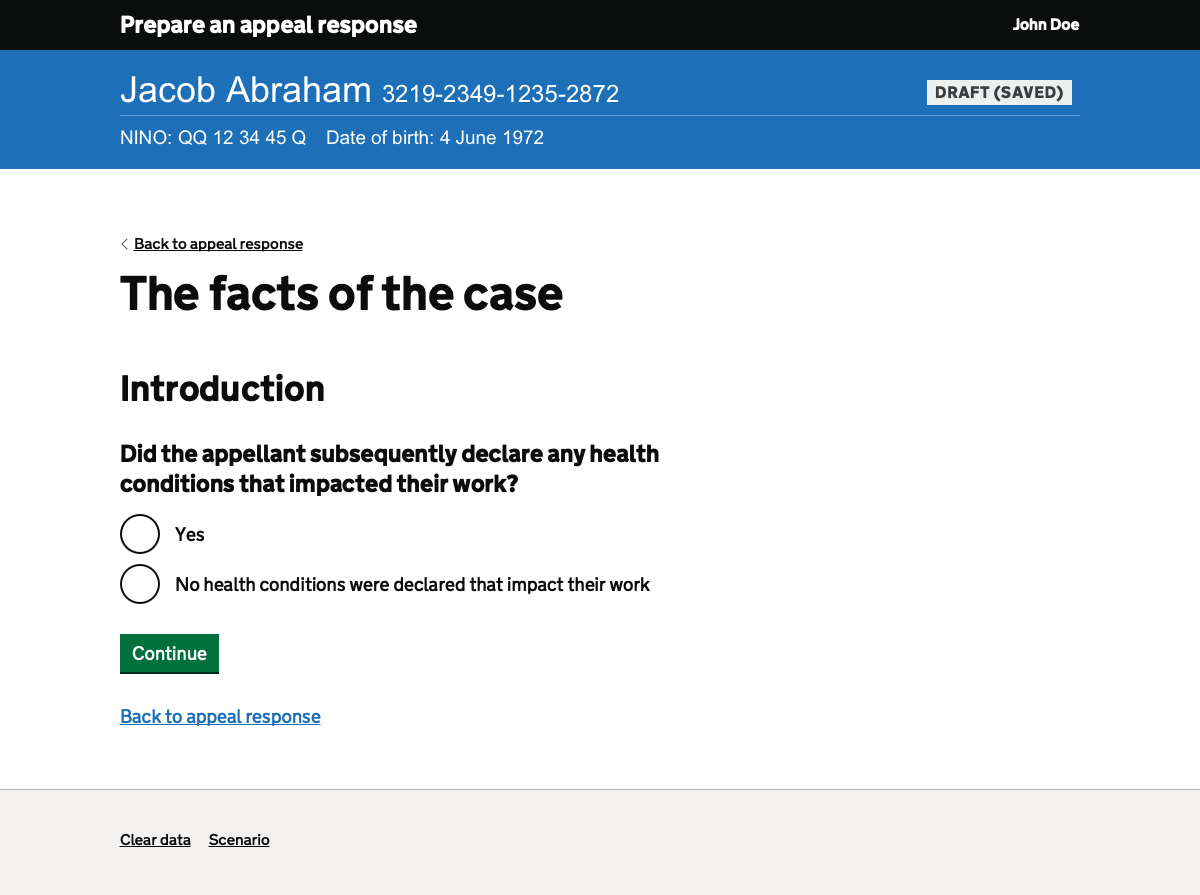 Prepare an appeal response
John Doe
Jacob Abraham 3219-2349-1235-2872
DRAFT (SAVED)
NINO: QQ 12 34 45 Q Date of birth: 4 June 1972
Back to appeal response
The facts of the case
Introduction
Did the appellant subsequently declare any health
conditions that impacted their work?
Yes
No health conditions were declared that impact their work
Continue
Back to appeal response
Clear data Scenario